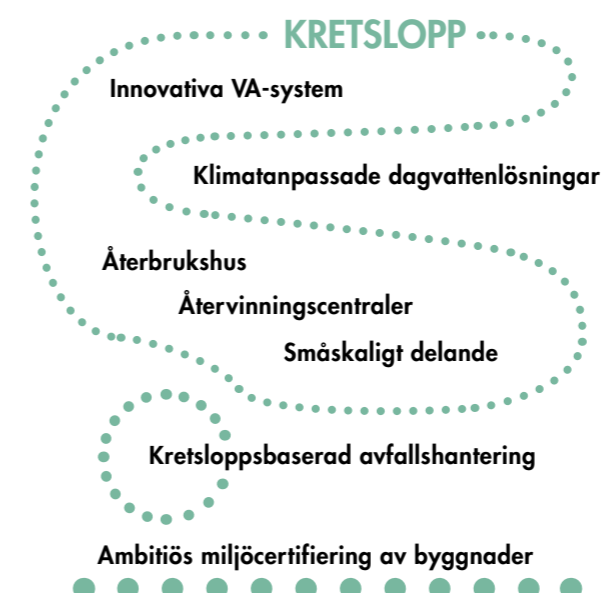 KRETSLOPP
Innovativa VA-system
Klimatanpassade dagvattenlösningar
Återbrukshus
Återvinningscentraler
Småskaligt delande
Kretsloppsbaserad avfallshantering
Ambitiös miljöcertifiering av byggnader